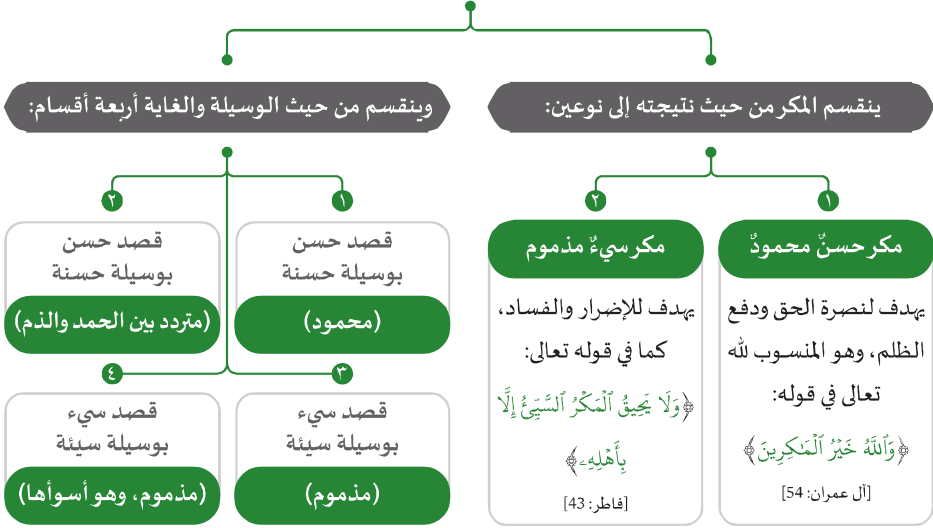 ينقسم المكر من حيث نتيجته إلى نوعين:
١
مكر حسنٌ محمودٌ
يهدف لنصرة الحق ودفع
الظلم، وهو المنسوب لله
تعالى في قوله:
﴿وَٱللَّهُ خَيۡرُ ٱلۡمَٰكِرِينَ﴾
[آل عمران: 54]
٢
مكر سيءٌ مذموم
يهدف للإضرار والفساد،
كما في قوله تعالى:
﴿وَلَا يَحِيقُ ٱلۡمَكۡرُ ٱلسَّيِّئُ إِلَّا
بِأَهۡلِهِۦ﴾
[فاطر: 43]
وينقسم من حيث الوسيلة والغاية أربعة أقسام:
١
قصد حسن
بوسيلة حسنة
(محمود)
٢
قصد حسن
بوسيلة حسنة
(متردد بين الحمد والذم)
٣
قصد سيء
بوسيلة سيئة
(مذموم)
٤
قصد سيء
بوسيلة سيئة
(مذموم، وهو أسوأها)